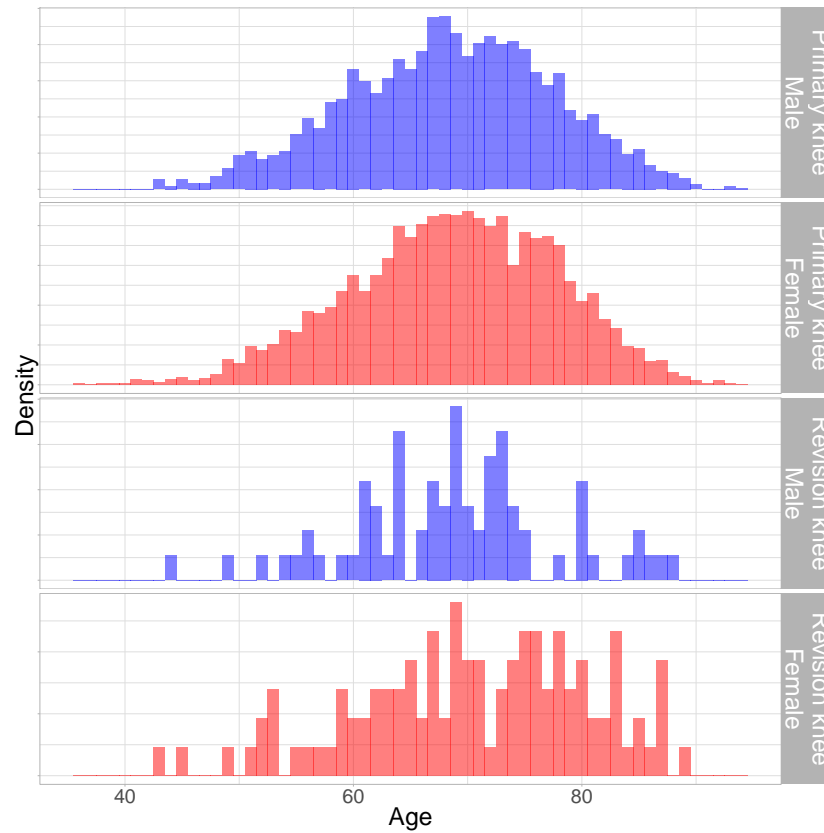 Primary knee
Male
Primary knee
Female
Density
Revision knee
Male
Revision knee
Female
40
60
80
Age